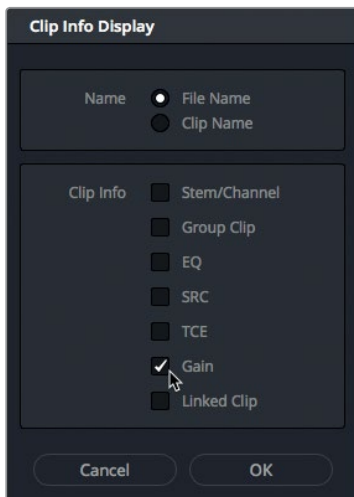 Clip Info Display
Name File Name
Clip Name
Clip Info Stem/Channel
Group Clip
EQ
SRC
TCE
Gain
Linked Clip
Cancel OK